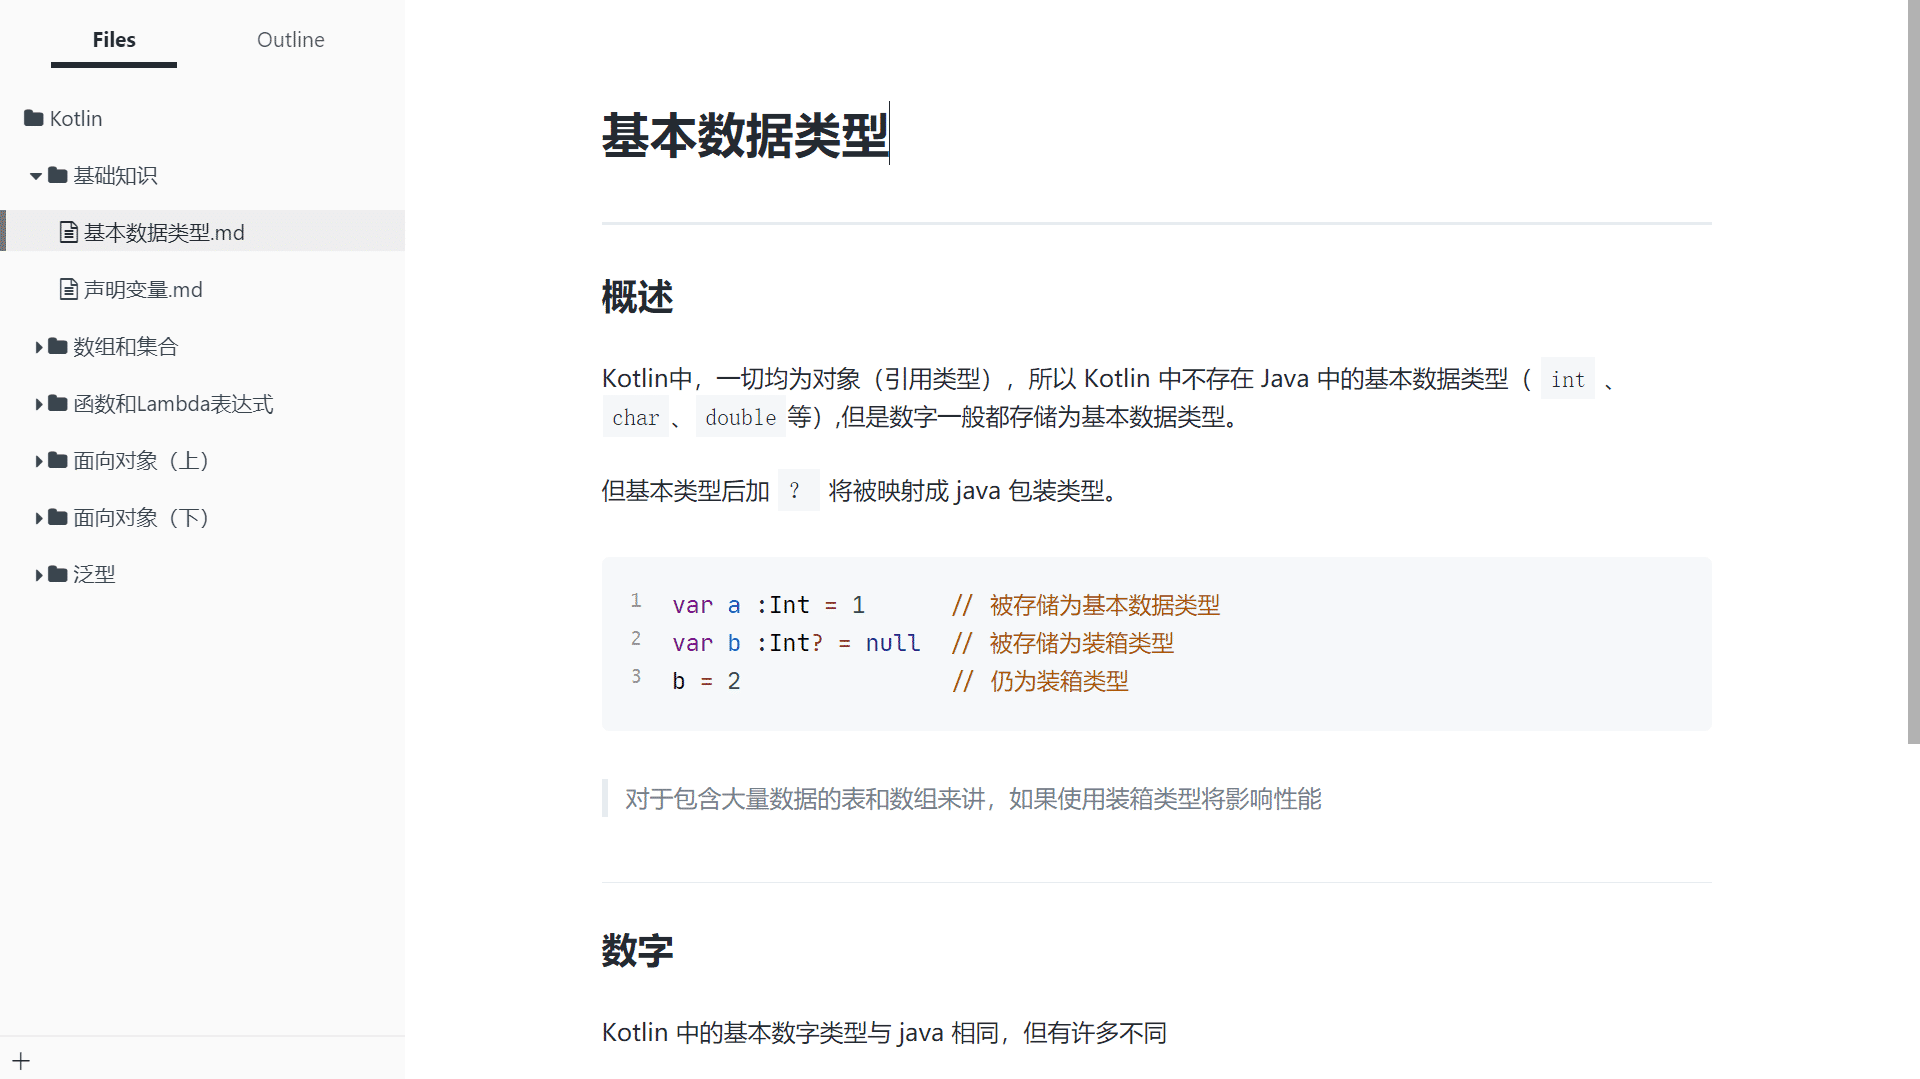 Files
Outline
Kotlin
基础知识
基本数据类型.md
声明变量.md
数组和集合
函数和Lambda表达式
面向对象（上）
面向对象（下）
泛型
基本数据类型
概述
Kotlin中，一切均为对象（引用类），所以 Kotlin 中不存在 Java 中的基本数据类型（ int 、
char 、 double 等）,但是数字一般都存储为基本数据类型。
但基本类型后加 ? 将被映射成 java 包装类型。
1 var a :Int = 1 // 被存储为基本数据类型
2 var b :Int? = null // 被存储为装箱类型
3 b = 2 // 仍为装箱类型
对于包含大量数据的表和数组来讲，如果使用装箱类型将影响性能
数字
Kotlin 中的基本数字类型与 java 相同，但有许多不同